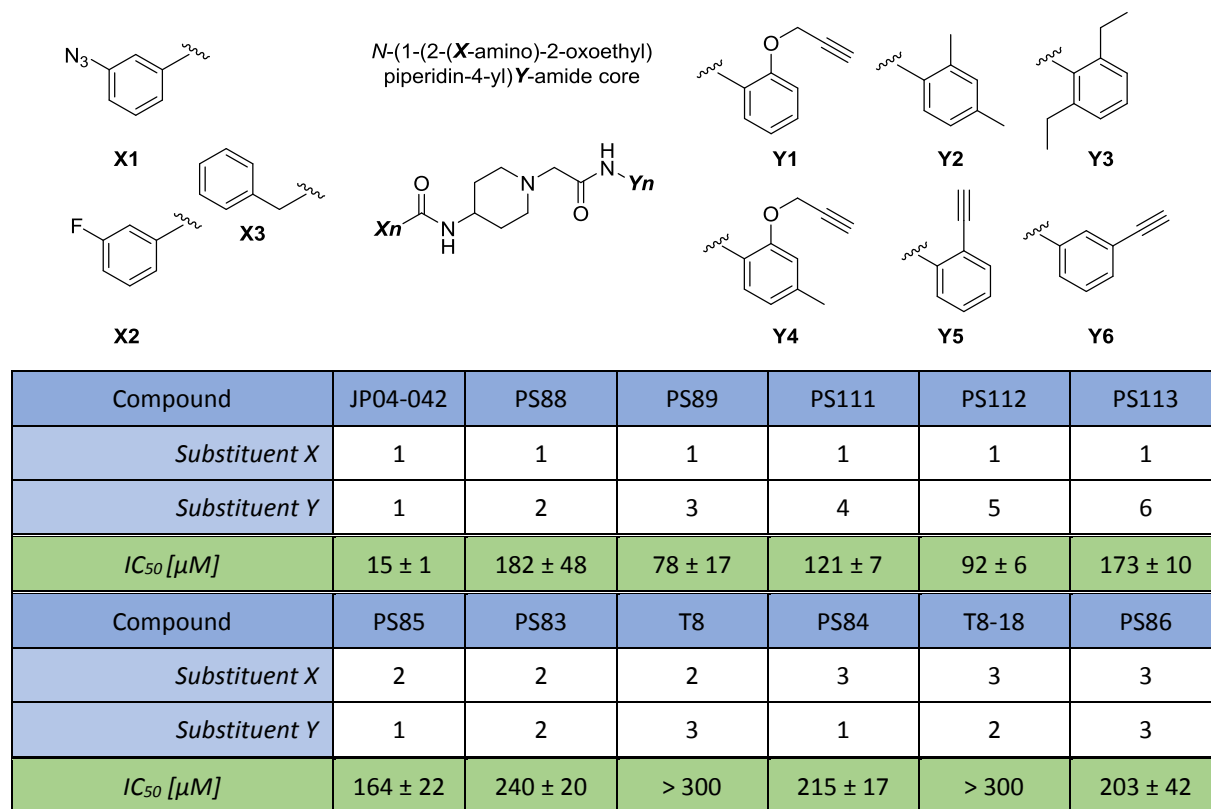 N-(1-(2-(X-amino)-2-oxoethyl)
piperidin-4-yl)Y-amide core
N3
X1
F
X2
X3
O
Xn
N
H
N
O
H
N
Yn
O
Y1
Y2
Y3
O
Y4
Y5
Y6
Compound JP04-042 PS88 PS89 PS111 PS112 PS113
Substituent X 1 1 1 1 1 1
Substituent Y 1 2 3 4 5 6
IC50 [µM] 15 ± 1 182 ± 48 78 ± 17 121 ± 7 92 ± 6 173 ± 10
Compound PS85 PS83 T8 PS84 T8-18 PS86
Substituent X 2 2 2 3 3 3
Substituent Y 1 2 3 1 2 3
IC50 [µM] 164 ± 22 240 ± 20 > 300 215 ± 17 > 300 203 ± 42